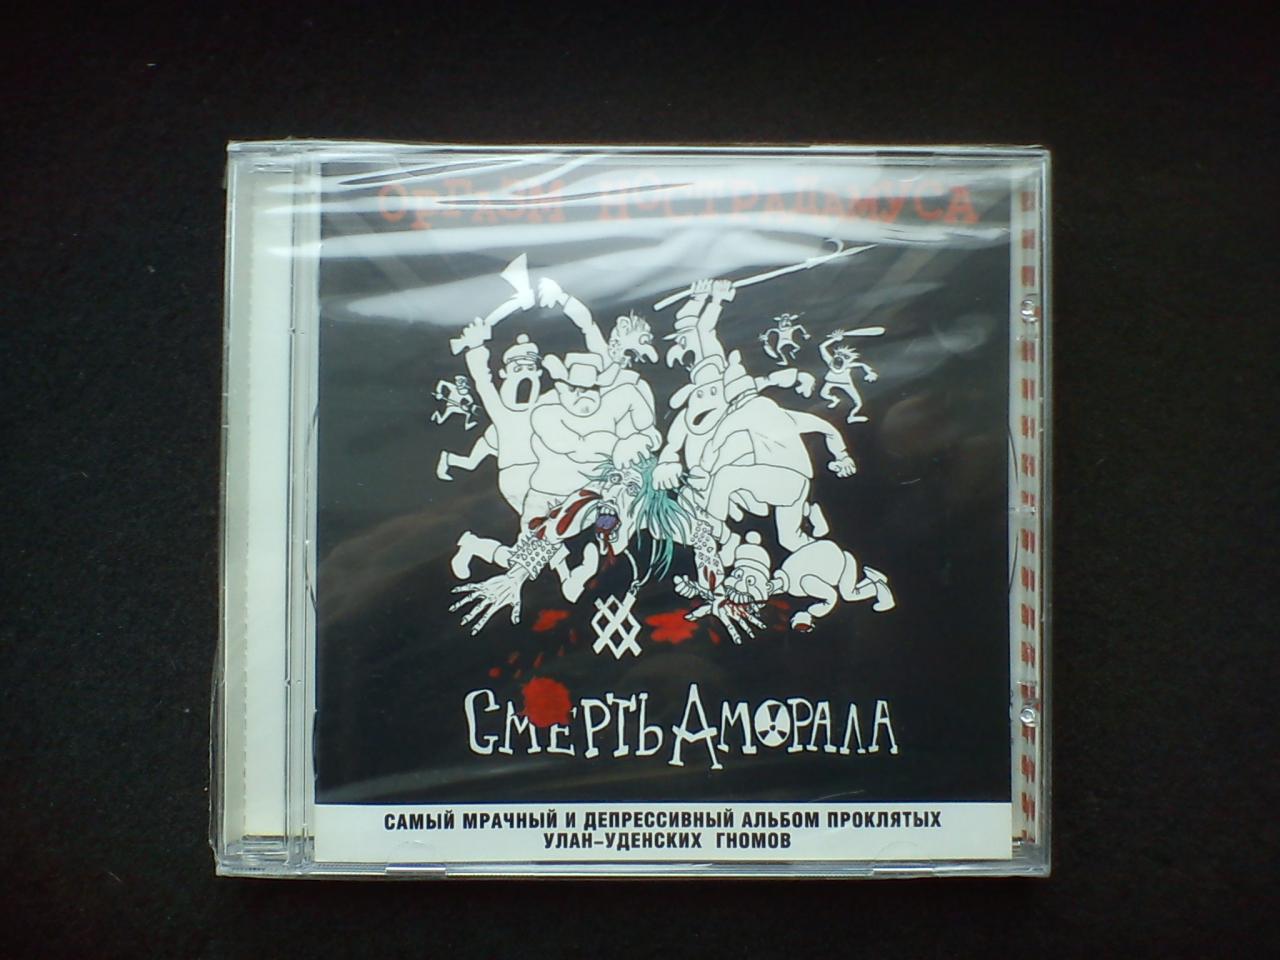 ОРГАЗМ НОСТРАДАМУСА
СМЕРТЬ АМОРАЛА
САМЫЙ МРАЧНЫЙ И ДЕПРЕССИВНЫЙ АЛЬБОМ ПРОКЛЯТЫХ
УЛАН-УДЕНСКИХ ГНОМОВ